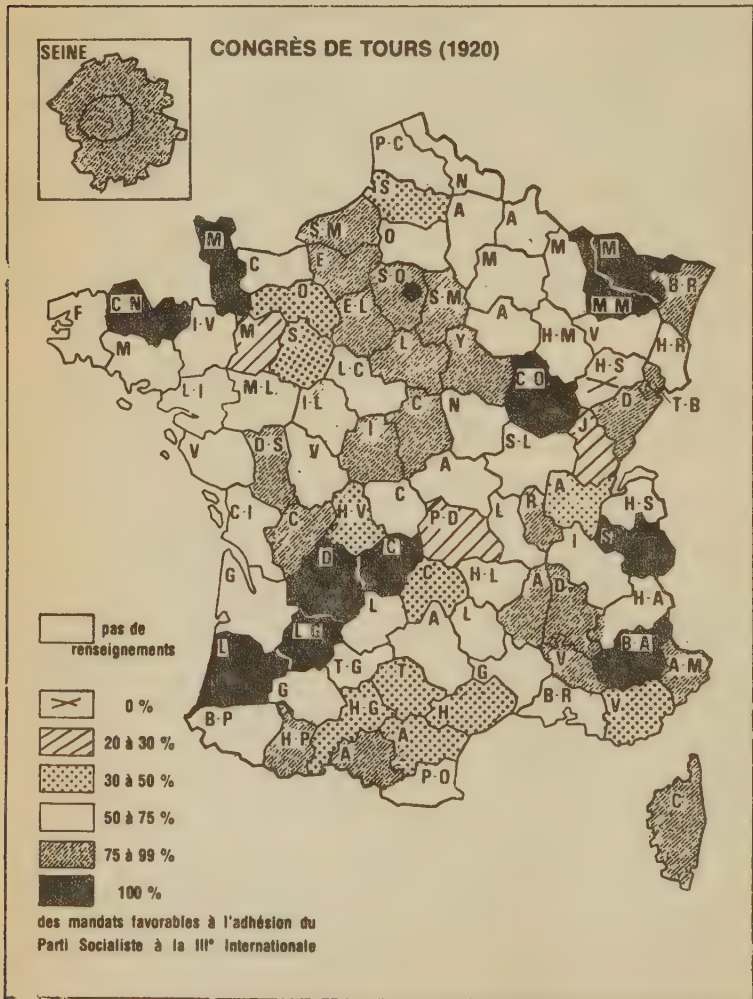 SEINE
CONGRÈS DE TOURS (1920)
P·C
N
S
A
A
S·M
O
M
M
M
C
E
S·O
M
M M
B·R
O
E·L
S·M
C N
F
I·V
M
M
S
A
H·M
V
H·R
L
Y
H·S
L·C
C O
D
T·B
L·I
M·L
I·L
C
N
J
I
S·L
V
D·S
V
A
C
H·V
C
P·D
L
R
A
H·S
C·I
D
C
I
S
G
C
H·L
A
D
H·A
L
L G
A
L
B·A
L
T·G
T
G
V
A·M
G
H·G
H
B·R
V
B·P
H·P
A
A
P·O
C
pas de
renseignements
0 %
20 à 30 %
30 à 50 %
50 à 75 %
75 à 99 %
100 %
des mandats favorables à l'adhésion du
Parti Socialiste à la IIIe Internationale